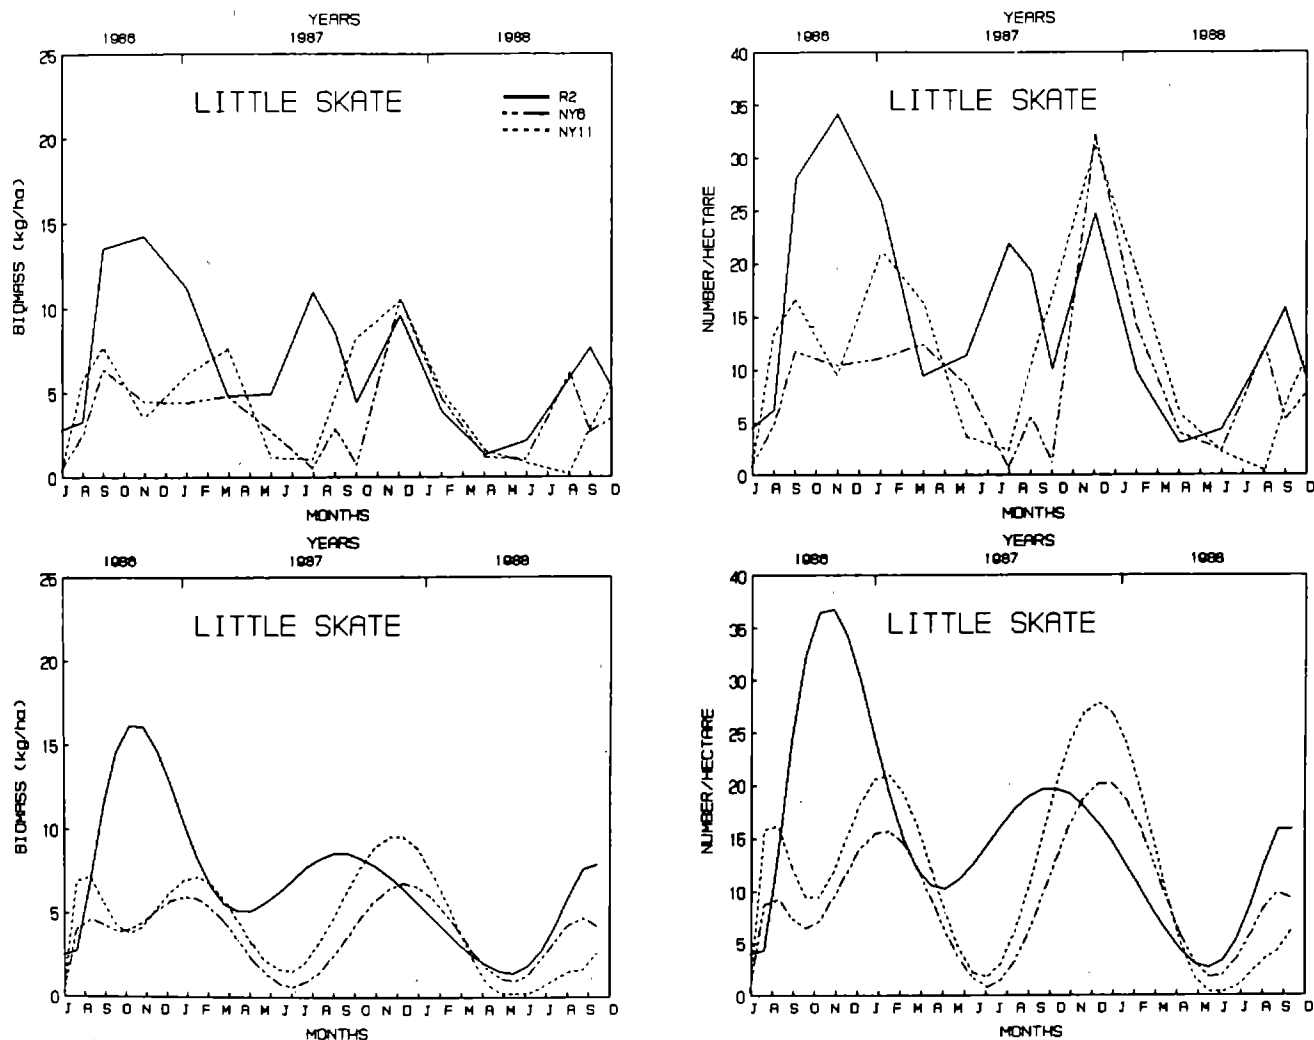 YEARS
1986 1987 1988
25
20
15
10
5
0
BIOMASS (kg/ha)
LITTLE SKATE
R2
NY6
NY11
J A S O N D J F M A M J J A S O N D J F M A M J J A S O
MONTHS
YEARS
1986 1987 1988
40
35
30
25
20
15
10
5
0
NUMBER/HECTARE
LITTLE SKATE
J A S O N D J F M A M J J A S O N D J F M A M J J A S O
MONTHS
YEARS
1986 1987 1988
25
20
15
10
5
0
BIOMASS (kg/ha)
LITTLE SKATE
J A S O N D J F M A M J J A S O N D J F M A M J J A S O
MONTHS
YEARS
1986 1987 1988
40
35
30
25
20
15
10
5
0
NUMBER/HECTARE
LITTLE SKATE
J A S O N D J F M A M J J A S O N D J F M A M J J A S O
MONTHS